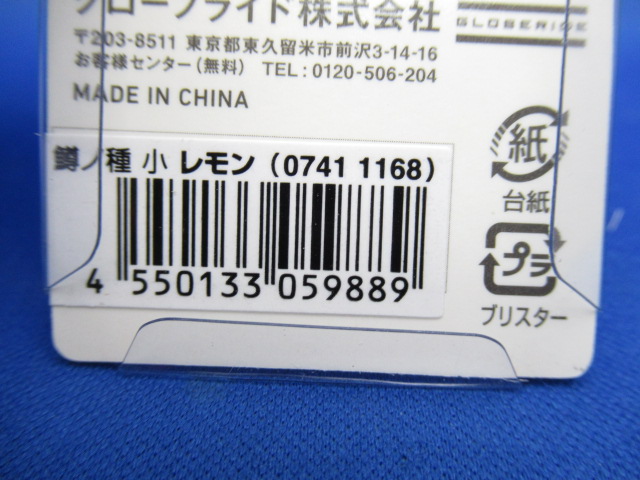 グローブライド株式会社
GLOBERIDE
〒203-8511 東京都東久留米市前沢3-14-16
お客様センター(無料) TEL:0120-506-204
MADE IN CHINA
鱒ノ種 小 レモン (0741 1168)
4 550133 059889
紙
台紙
プラ
ブリスター